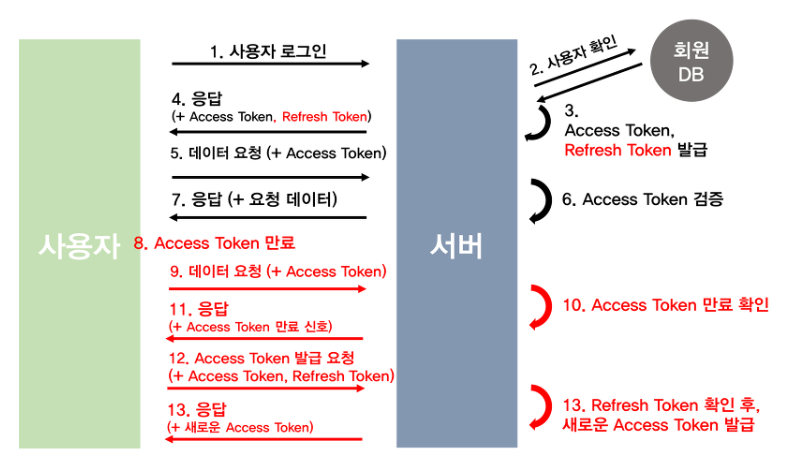 1. 사용자 로그인
2. 사용자 확인
회원
DB
4. 응답
(+ Access Token, Refresh Token)
3.
Access Token,
Refresh Token 발급
5. 데이터 요청 (+ Access Token)
7. 응답 (+ 요청 데이터)
6. Access Token 검증
사용자
8. Access Token 만료
서버
9. 데이터 요청 (+ Access Token)
10. Access Token 만료 확인
11. 응답
(+ Access Token 만료 신호)
12. Access Token 발급 요청
(+ Access Token, Refresh Token)
13. 응답
(+ 새로운 Access Token)
13. Refresh Token 확인 후,
새로운 Access Token 발급